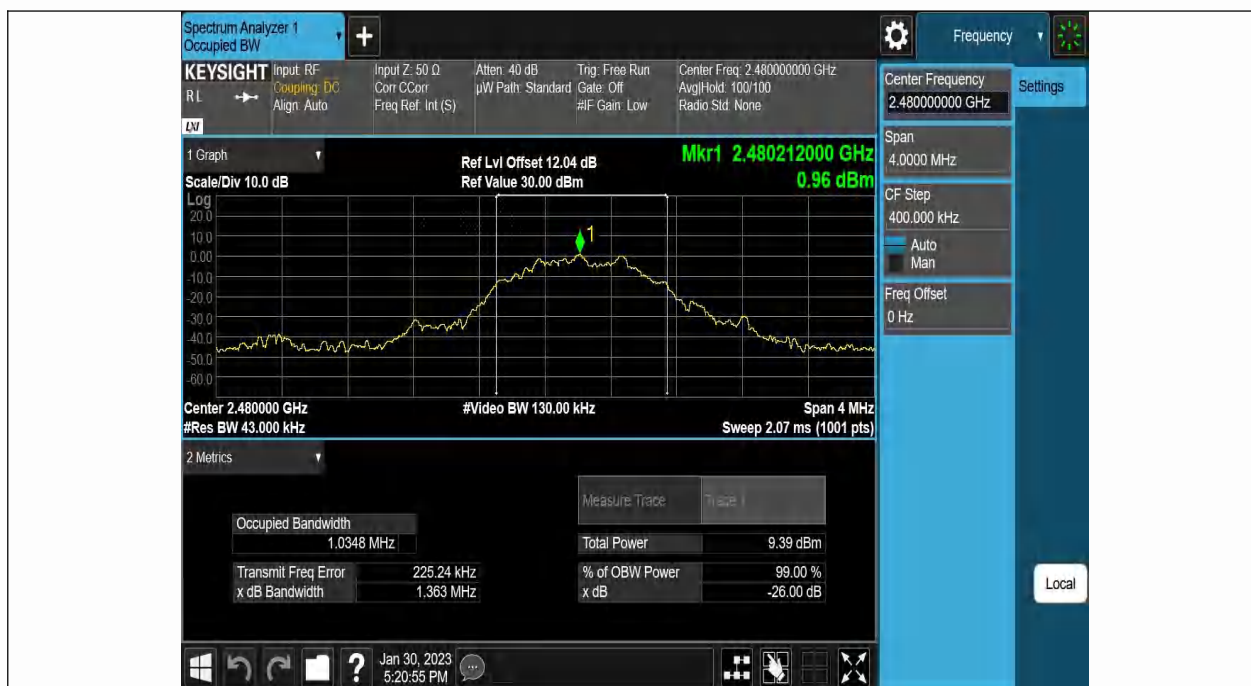 Spectrum Analyzer 1
Occupied BW
+
Frequency
KEYSIGHT
RL
LXI
Input: RF
Coupling: DC
Align: Auto
Input Z: 50 Ω
Corr CCorr
Freq Ref: Int (S)
Atten: 40 dB
µW Path: Standard
Trig: Free Run
Gate: Off
#IF Gain: Low
Center Freq: 2.480000000 GHz
Avg|Hold: 100/100
Radio Std: None
Center Frequency
2.480000000 GHz
Settings
Span
4.0000 MHz
CF Step
400.000 kHz
Auto
Man
Freq Offset
0 Hz
Local
1 Graph
Scale/Div 10.0 dB
Ref Lvl Offset 12.04 dB
Ref Value 30.00 dBm
Mkr1 2.480212000 GHz
0.96 dBm
Log
20.0
10.0
0.00
-10.0
-20.0
-30.0
-40.0
-50.0
-60.0
1
Center 2.480000 GHz
#Res BW 43.000 kHz
#Video BW 130.00 kHz
Span 4 MHz
Sweep 2.07 ms (1001 pts)
2 Metrics
Measure Trace Trace 1
Occupied Bandwidth
1.0348 MHz
Total Power 9.39 dBm
Transmit Freq Error 225.24 kHz
% of OBW Power 99.00 %
x dB Bandwidth 1.363 MHz
x dB -26.00 dB
?
Jan 30, 2023
5:20:55 PM